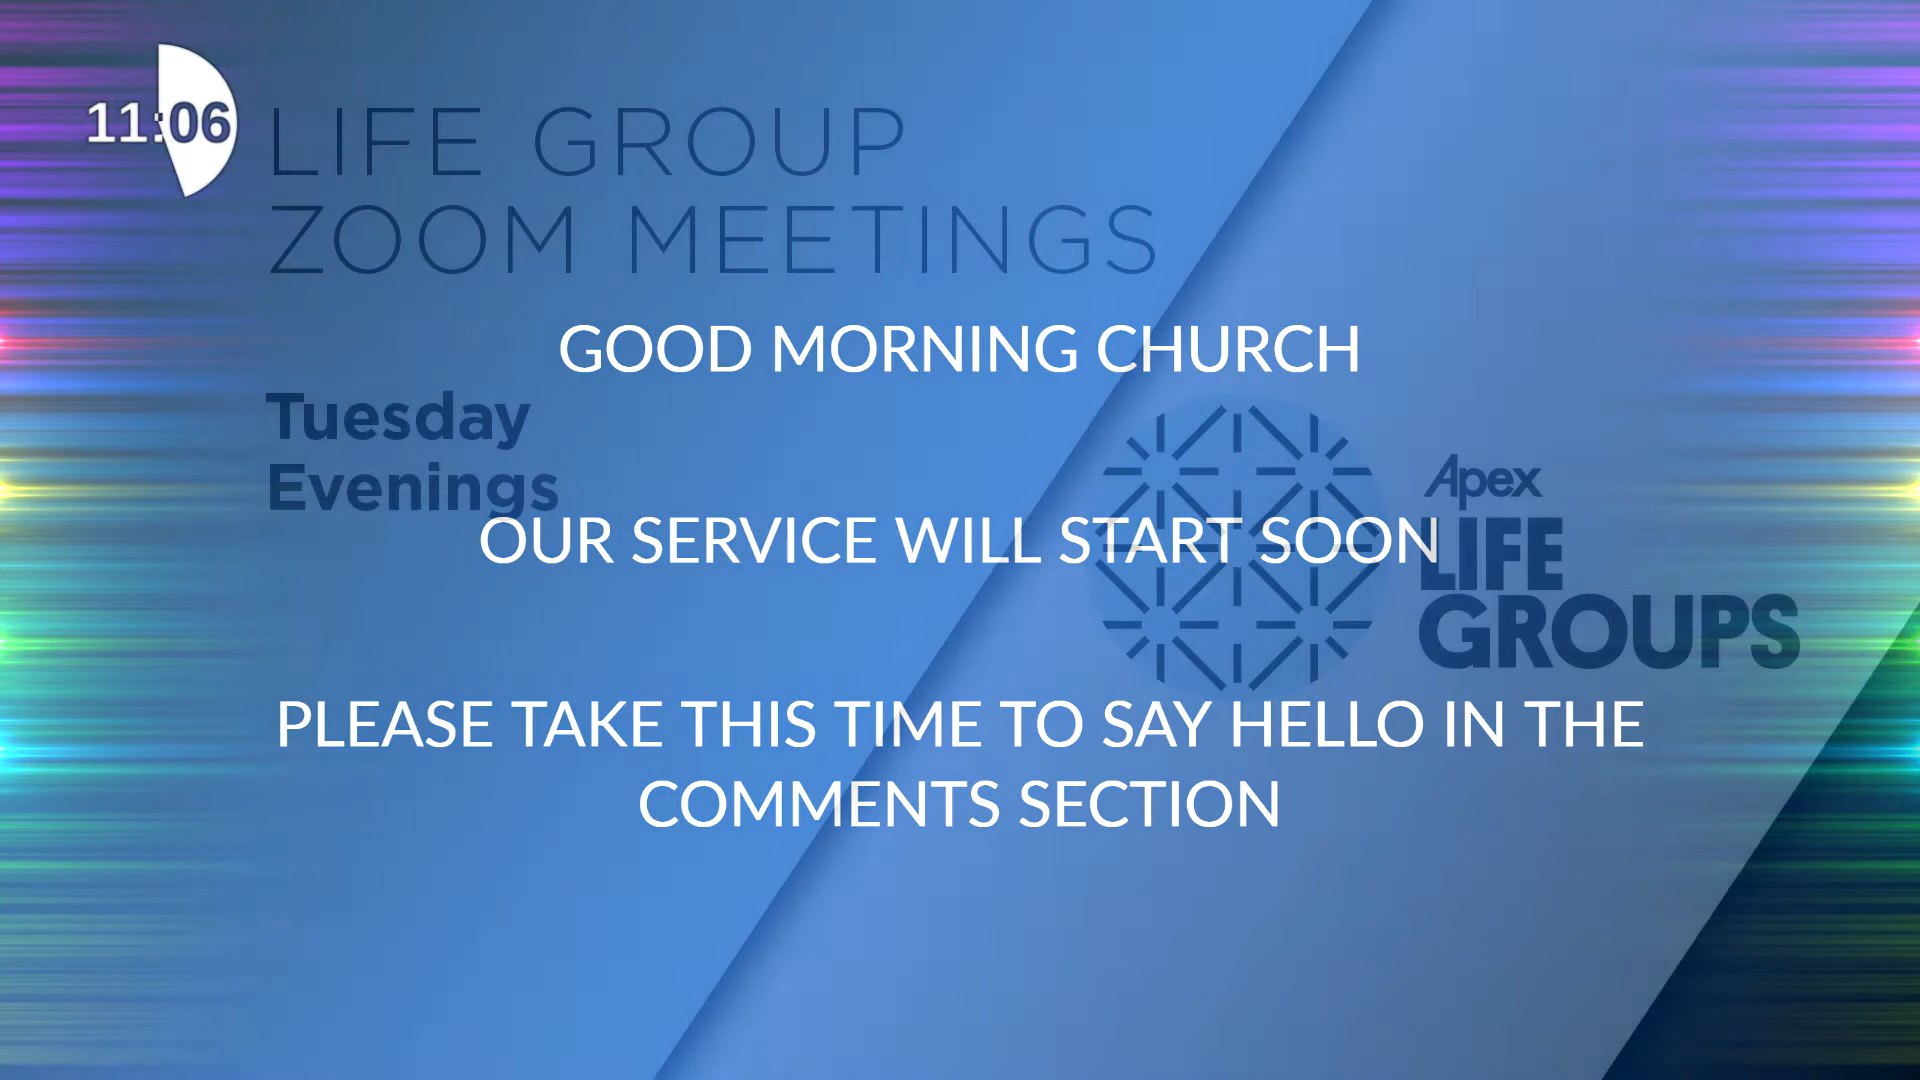 11:06
LIFE GROUP
ZOOM MEETINGS
GOOD MORNING CHURCH
Tuesday
Evenings
OUR SERVICE WILL START SOON
Apex
LIFE
GROUPS
PLEASE TAKE THIS TIME TO SAY HELLO IN THE
COMMENTS SECTION